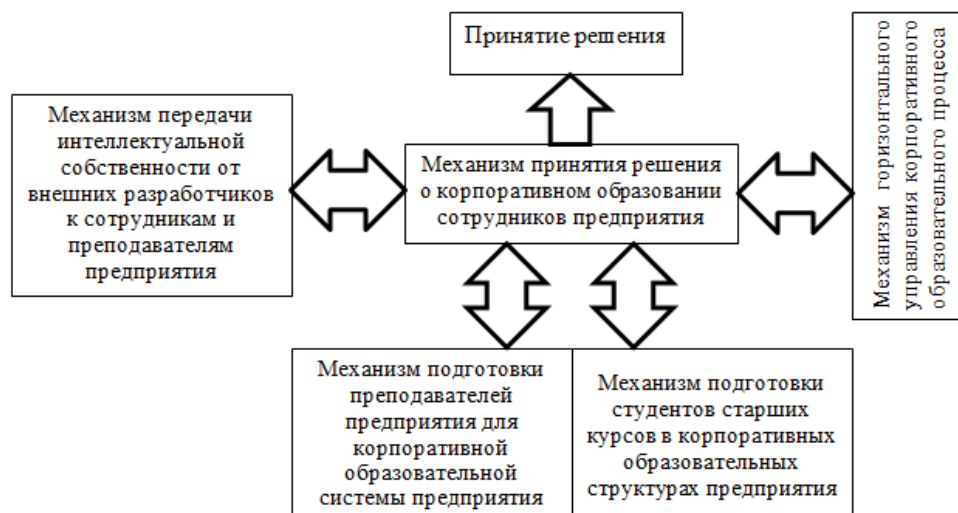 Принятие решения
Механизм передачи
интеллектуальной
собственности от
внешних разработчиков
к сотрудникам и
преподавателям
предприятия
Механизм принятия решения
о корпоративном образовании
сотрудников предприятия
Механизм горизонтального
управления корпоративного
образовательного процесса
Механизм подготовки
преподавателей
предприятия для
корпоративной
образовательной
системы предприятия
Механизм подготовки
студентов старших
курсов в корпоративных
образовательных
структурах предприятия